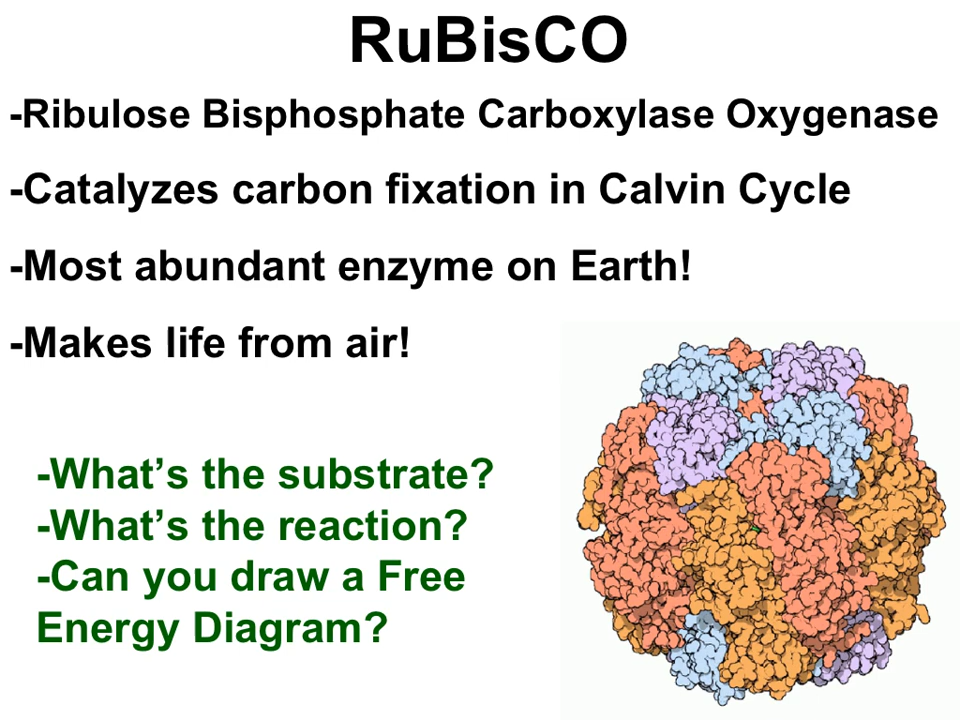 RuBisCO
-Ribulose Bisphosphate Carboxylase Oxygenase
-Catalyzes carbon fixation in Calvin Cycle
-Most abundant enzyme on Earth!
-Makes life from air!
-What’s the substrate?
-What’s the reaction?
-Can you draw a Free
Energy Diagram?